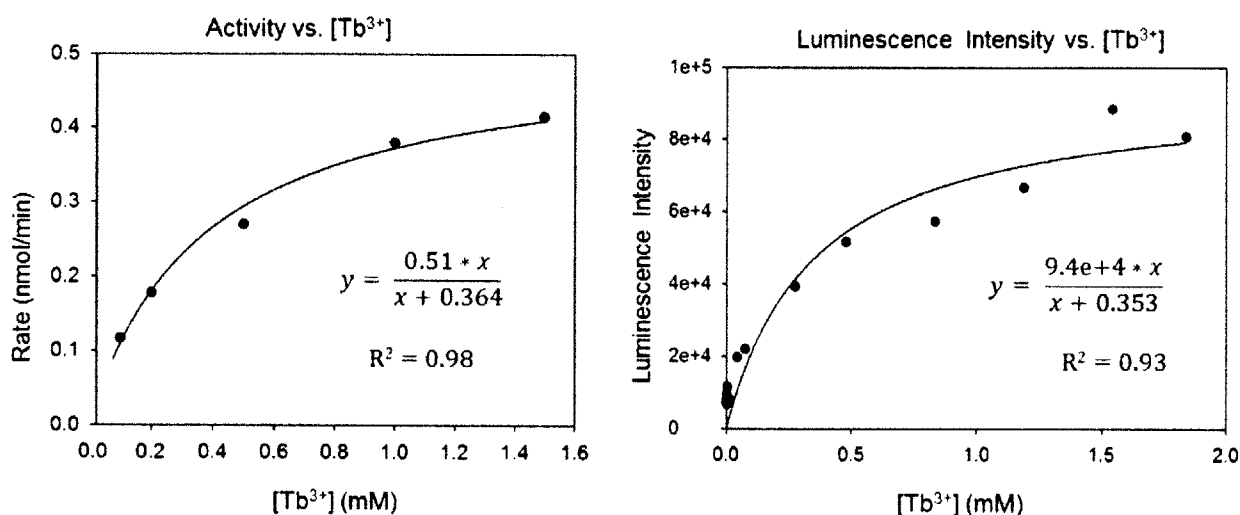 Activity vs. [Tb³⁺]
0.5
0.4
0.3
0.2
0.1
0.0
Rate (nmol/min)
y = 0.51 * x / x + 0.364
R² = 0.98
0.0 0.2 0.4 0.6 0.8 1.0 1.2 1.4 1.6
[Tb³⁺] (mM)
Luminescence Intensity vs. [Tb³⁺]
1e+5
8e+4
6e+4
4e+4
2e+4
0
Luminescence Intensity
y = 9.4e+4 * x / x + 0.353
R² = 0.93
0.0 0.5 1.0 1.5 2.0
[Tb³⁺] (mM)